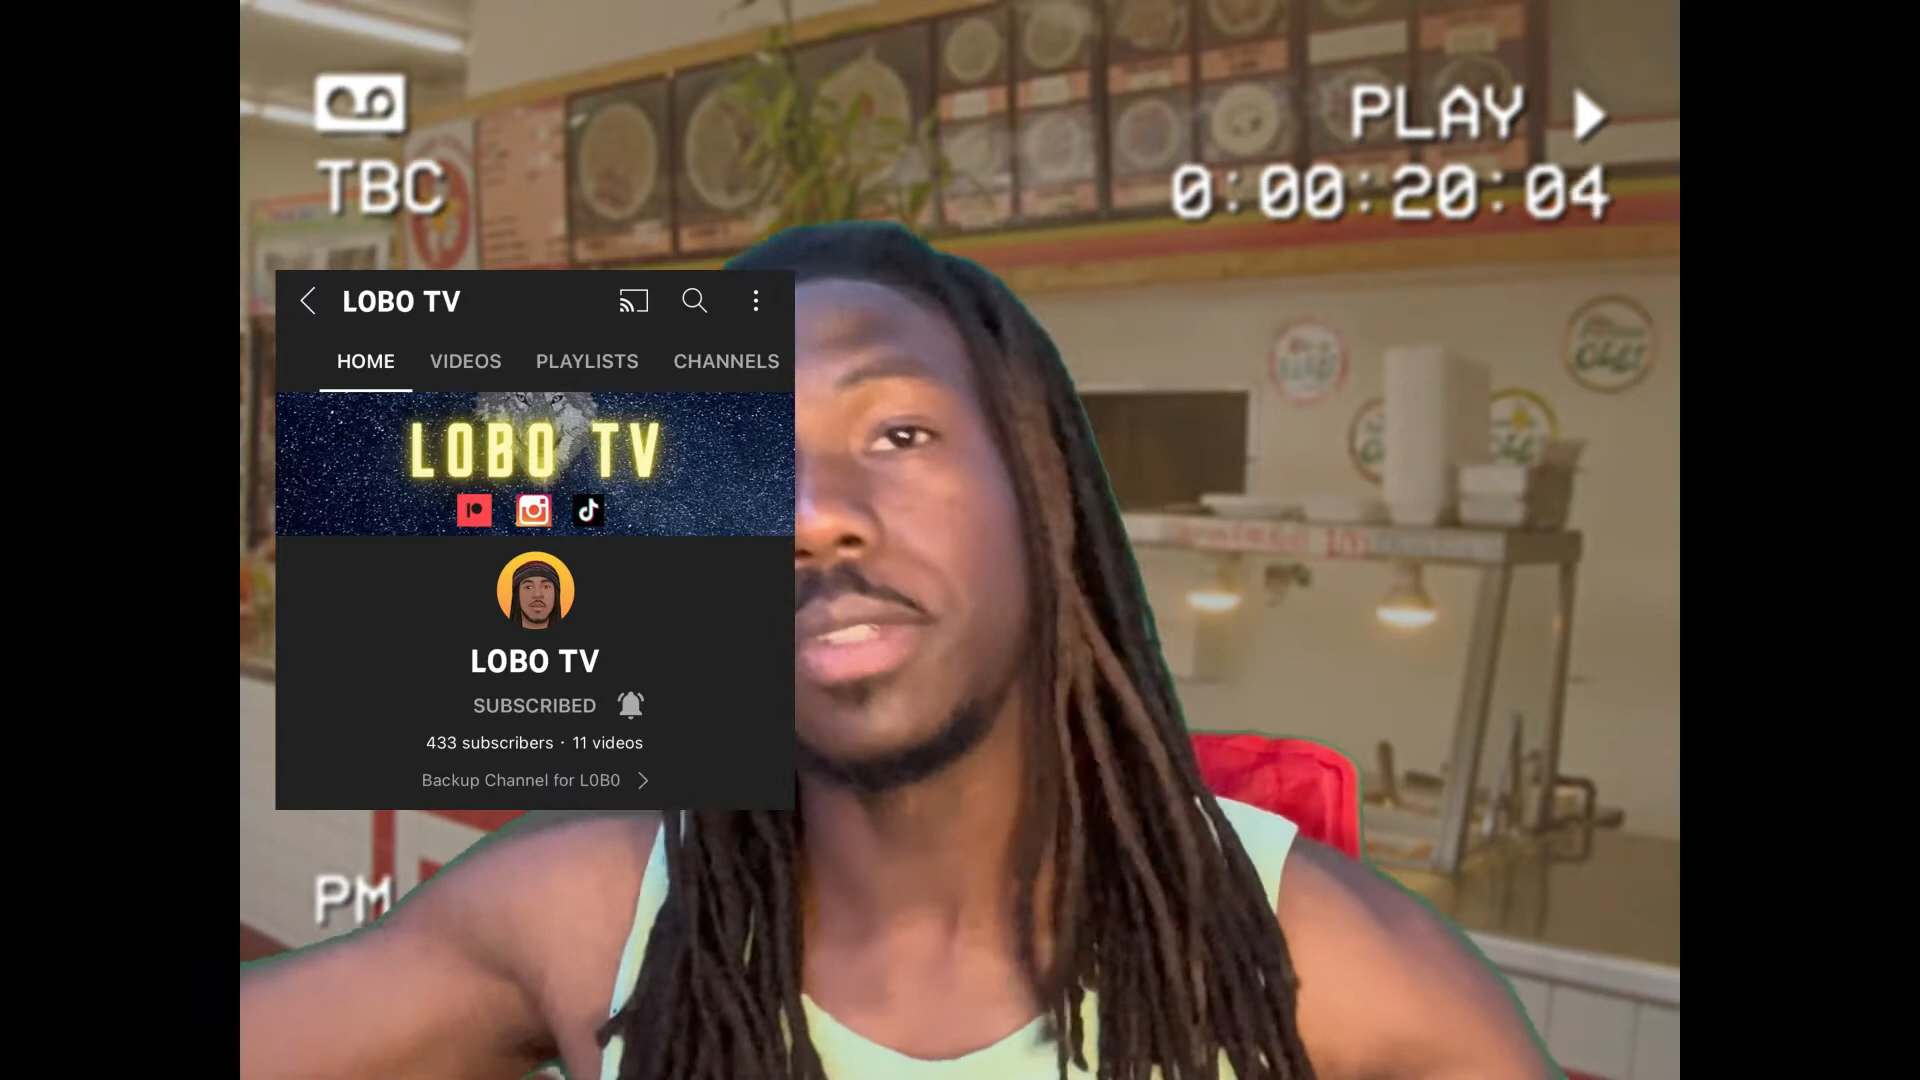 TBC
PLAY
0:00:20:04
LOBO TV
HOME VIDEOS PLAYLISTS CHANNELS
LOBO TV
LOBO TV
SUBSCRIBED
433 subscribers · 11 videos
Backup Channel for L0B0
PM